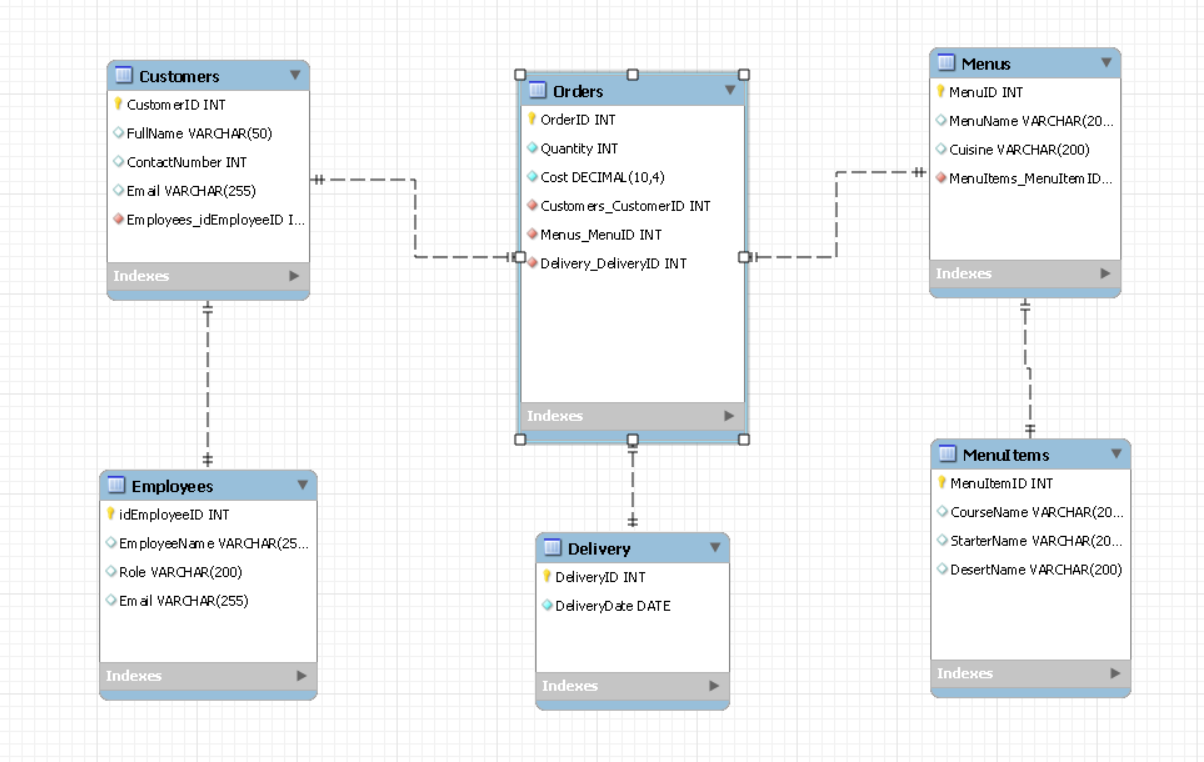 Customers
CustomerID INT
FullName VARCHAR(50)
ContactNumber INT
Email VARCHAR(255)
Employees_idEmployeeID I...
Indexes
Orders
OrderID INT
Quantity INT
Cost DECIMAL(10,4)
Customers_CustomerID INT
Menus_MenuID INT
Delivery_DeliveryID INT
Indexes
Menus
MenuID INT
MenuName VARCHAR(20...
Cuisine VARCHAR(200)
MenuItems_MenuItemID...
Indexes
Employees
idEmployeeID INT
EmployeeName VARCHAR(25...
Role VARCHAR(200)
Email VARCHAR(255)
Indexes
Delivery
DeliveryID INT
DeliveryDate DATE
Indexes
MenuItems
MenuItemID INT
CourseName VARCHAR(20...
StarterName VARCHAR(20...
DesertName VARCHAR(200)
Indexes